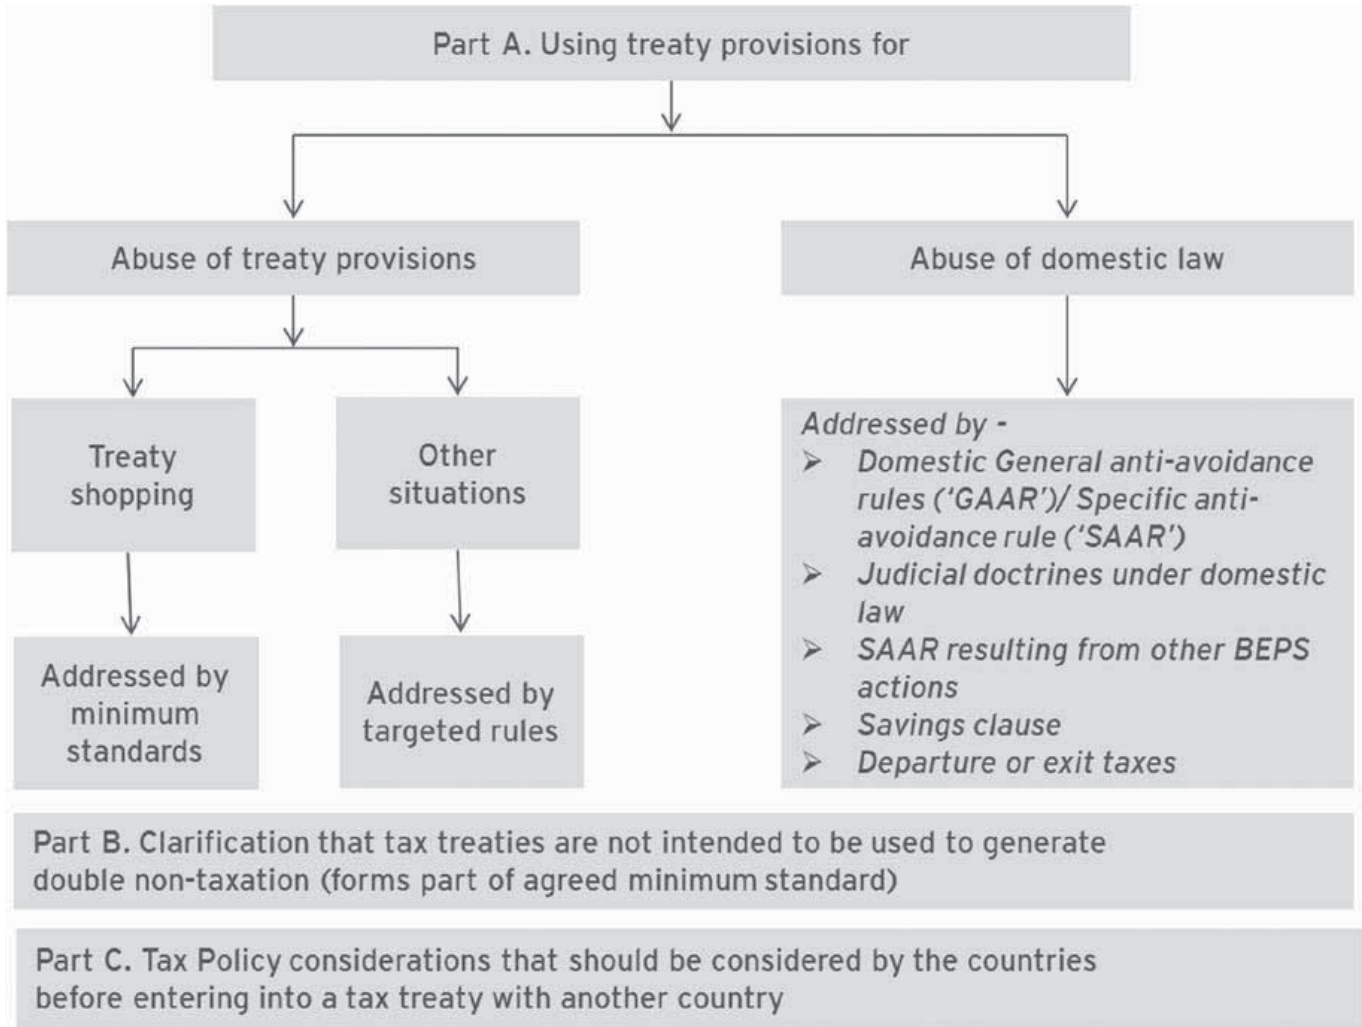 Part A. Using treaty provisions for
Abuse of treaty provisions
Abuse of domestic law
Treaty
shopping
Other
situations
Addressed by
minimum
standards
Addressed by
targeted rules
Addressed by -
➢ Domestic General anti-avoidance
rules (‘GAAR’)/ Specific anti-
avoidance rule (‘SAAR’)
➢ Judicial doctrines under domestic
law
➢ SAAR resulting from other BEPS
actions
➢ Savings clause
➢ Departure or exit taxes
Part B. Clarification that tax treaties are not intended to be used to generate
double non-taxation (forms part of agreed minimum standard)
Part C. Tax Policy considerations that should be considered by the countries
before entering into a tax treaty with another country